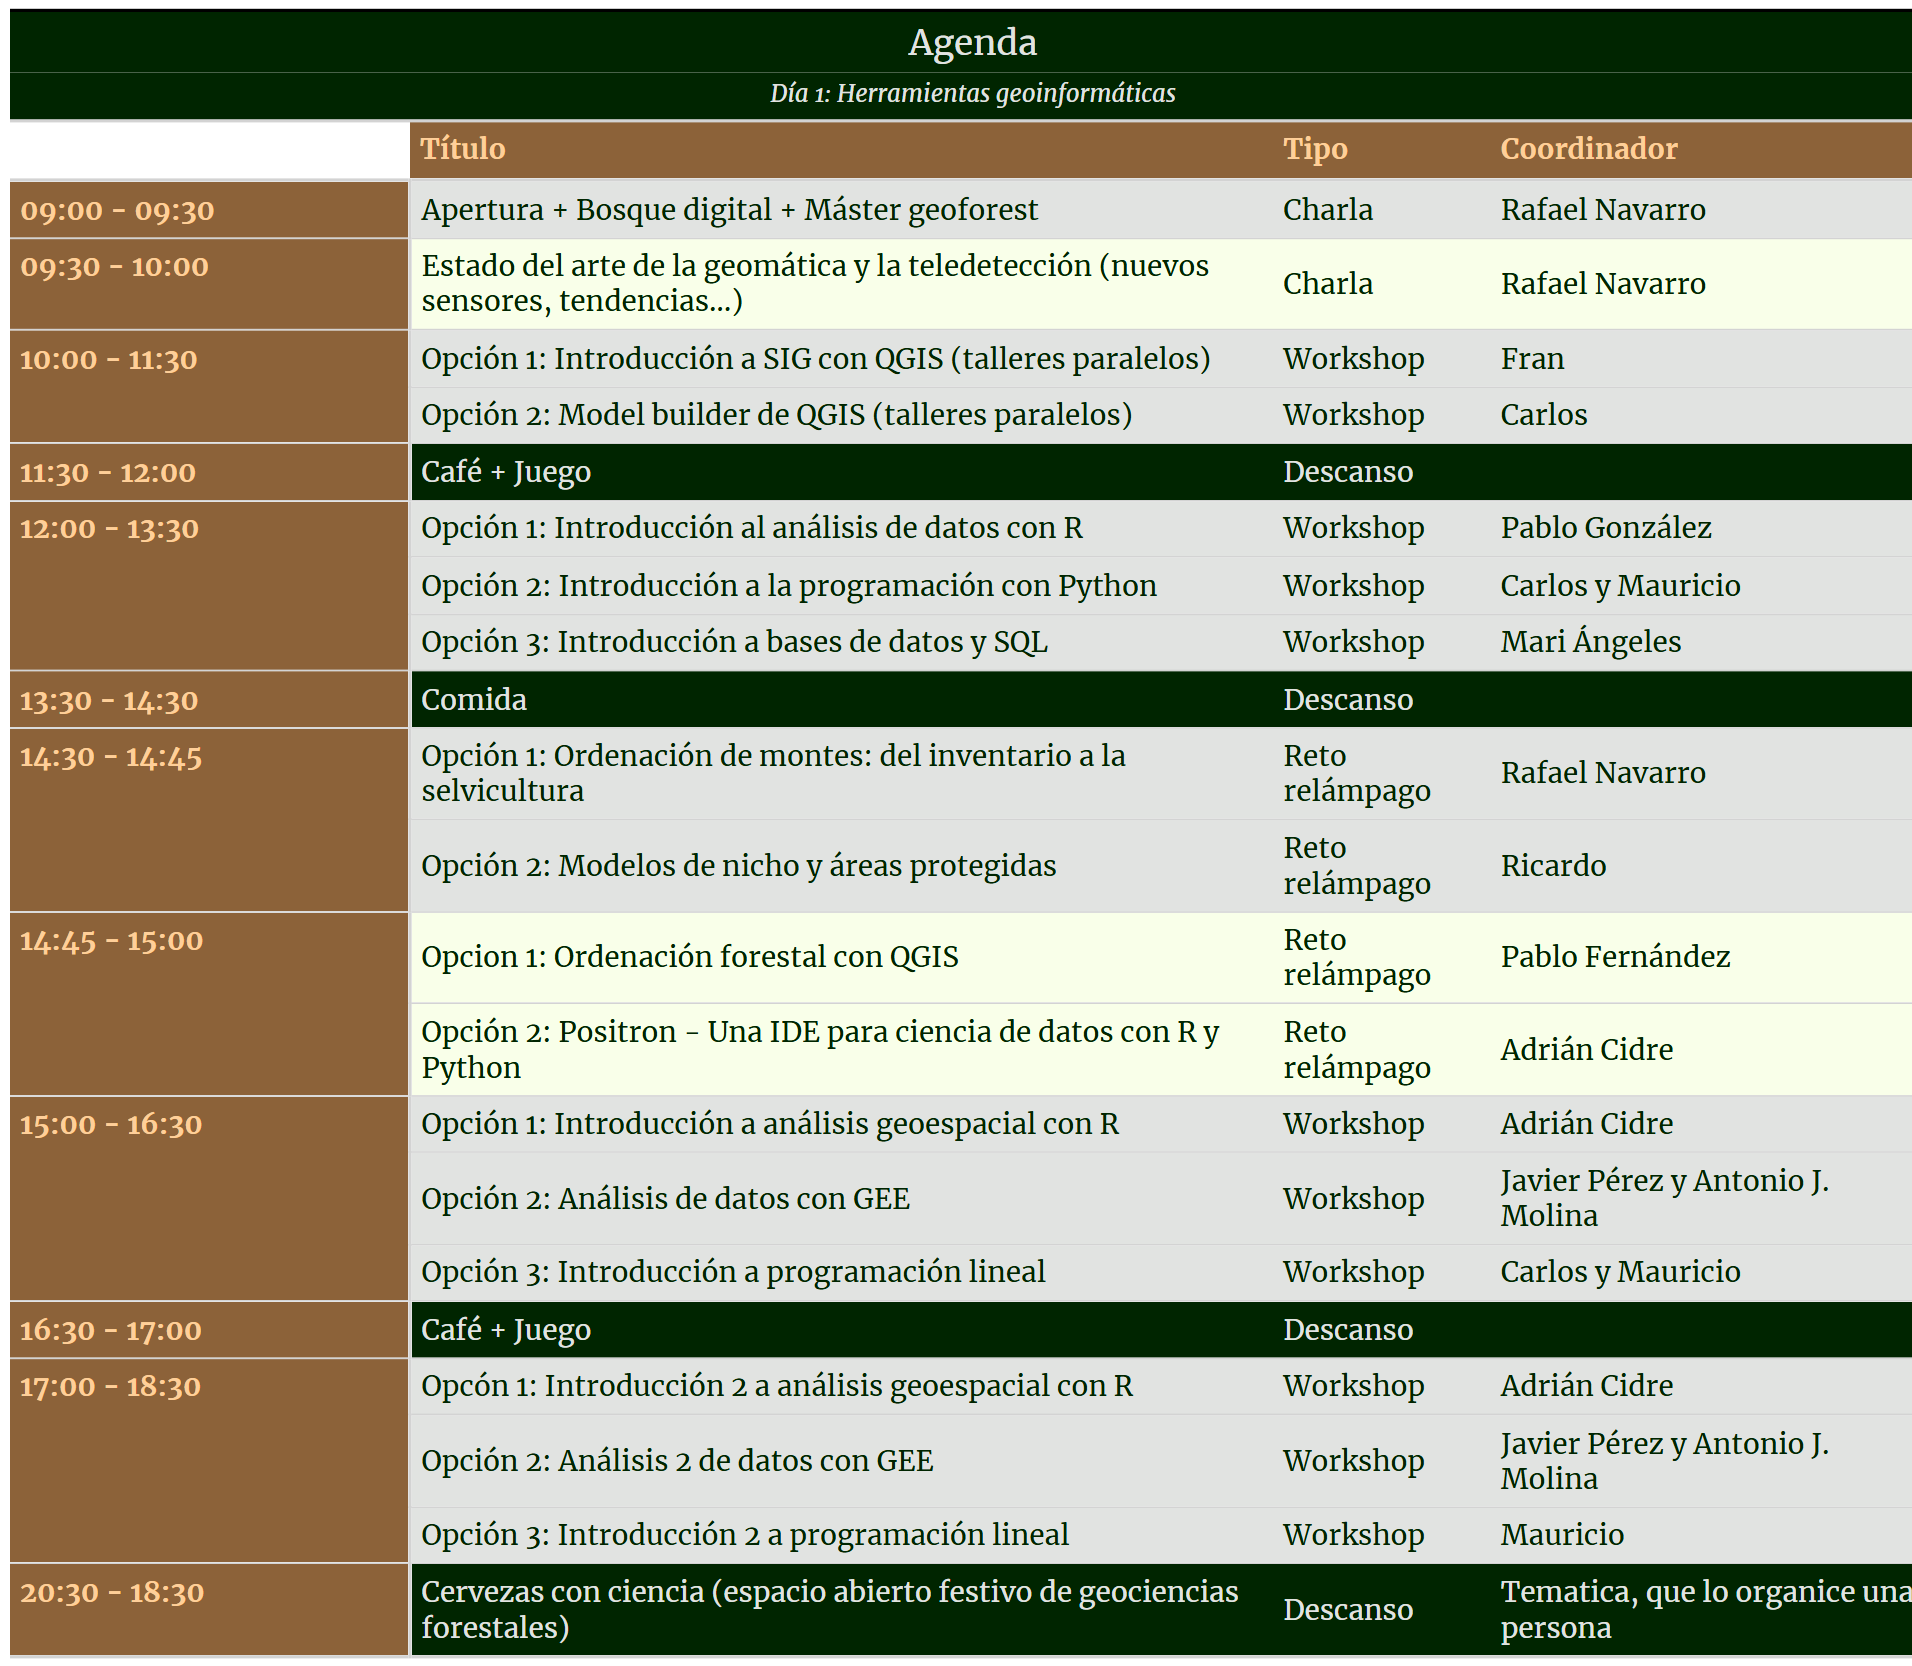 Agenda
Día 1: Herramientas geoinformáticas
Título Tipo Coordinador
09:00 - 09:30 Apertura + Bosque digital + Máster geoforest Charla Rafael Navarro
09:30 - 10:00 Estado del arte de la geomática y la teledetección (nuevos
sensores, tendencias...) Charla Rafael Navarro
10:00 - 11:30 Opción 1: Introducción a SIG con QGIS (talleres paralelos) Workshop Fran
Opción 2: Model builder de QGIS (talleres paralelos) Workshop Carlos
11:30 - 12:00 Café + Juego Descanso
12:00 - 13:30 Opción 1: Introducción al análisis de datos con R Workshop Pablo González
Opción 2: Introducción a la programación con Python Workshop Carlos y Mauricio
Opción 3: Introducción a bases de datos y SQL Workshop Mari Ángeles
13:30 - 14:30 Comida Descanso
14:30 - 14:45 Opción 1: Ordenación de montes: del inventario a la
selvicultura Reto
relámpago Rafael Navarro
Opción 2: Modelos de nicho y áreas protegidas Reto
relámpago Ricardo
14:45 - 15:00 Opcion 1: Ordenación forestal con QGIS Reto
relámpago Pablo Fernández
Opción 2: Positron - Una IDE para ciencia de datos con R y
Python Reto
relámpago Adrián Cidre
15:00 - 16:30 Opción 1: Introducción a análisis geoespacial con R Workshop Adrián Cidre
Opción 2: Análisis de datos con GEE Workshop Javier Pérez y Antonio J.
Molina
Opción 3: Introducción a programación lineal Workshop Carlos y Mauricio
16:30 - 17:00 Café + Juego Descanso
17:00 - 18:30 Opcón 1: Introducción 2 a análisis geoespacial con R Workshop Adrián Cidre
Opción 2: Análisis 2 de datos con GEE Workshop Javier Pérez y Antonio J.
Molina
Opción 3: Introducción 2 a programación lineal Workshop Mauricio
20:30 - 18:30 Cervezas con ciencia (espacio abierto festivo de geociencias
forestales) Descanso Tematica, que lo organice una
persona